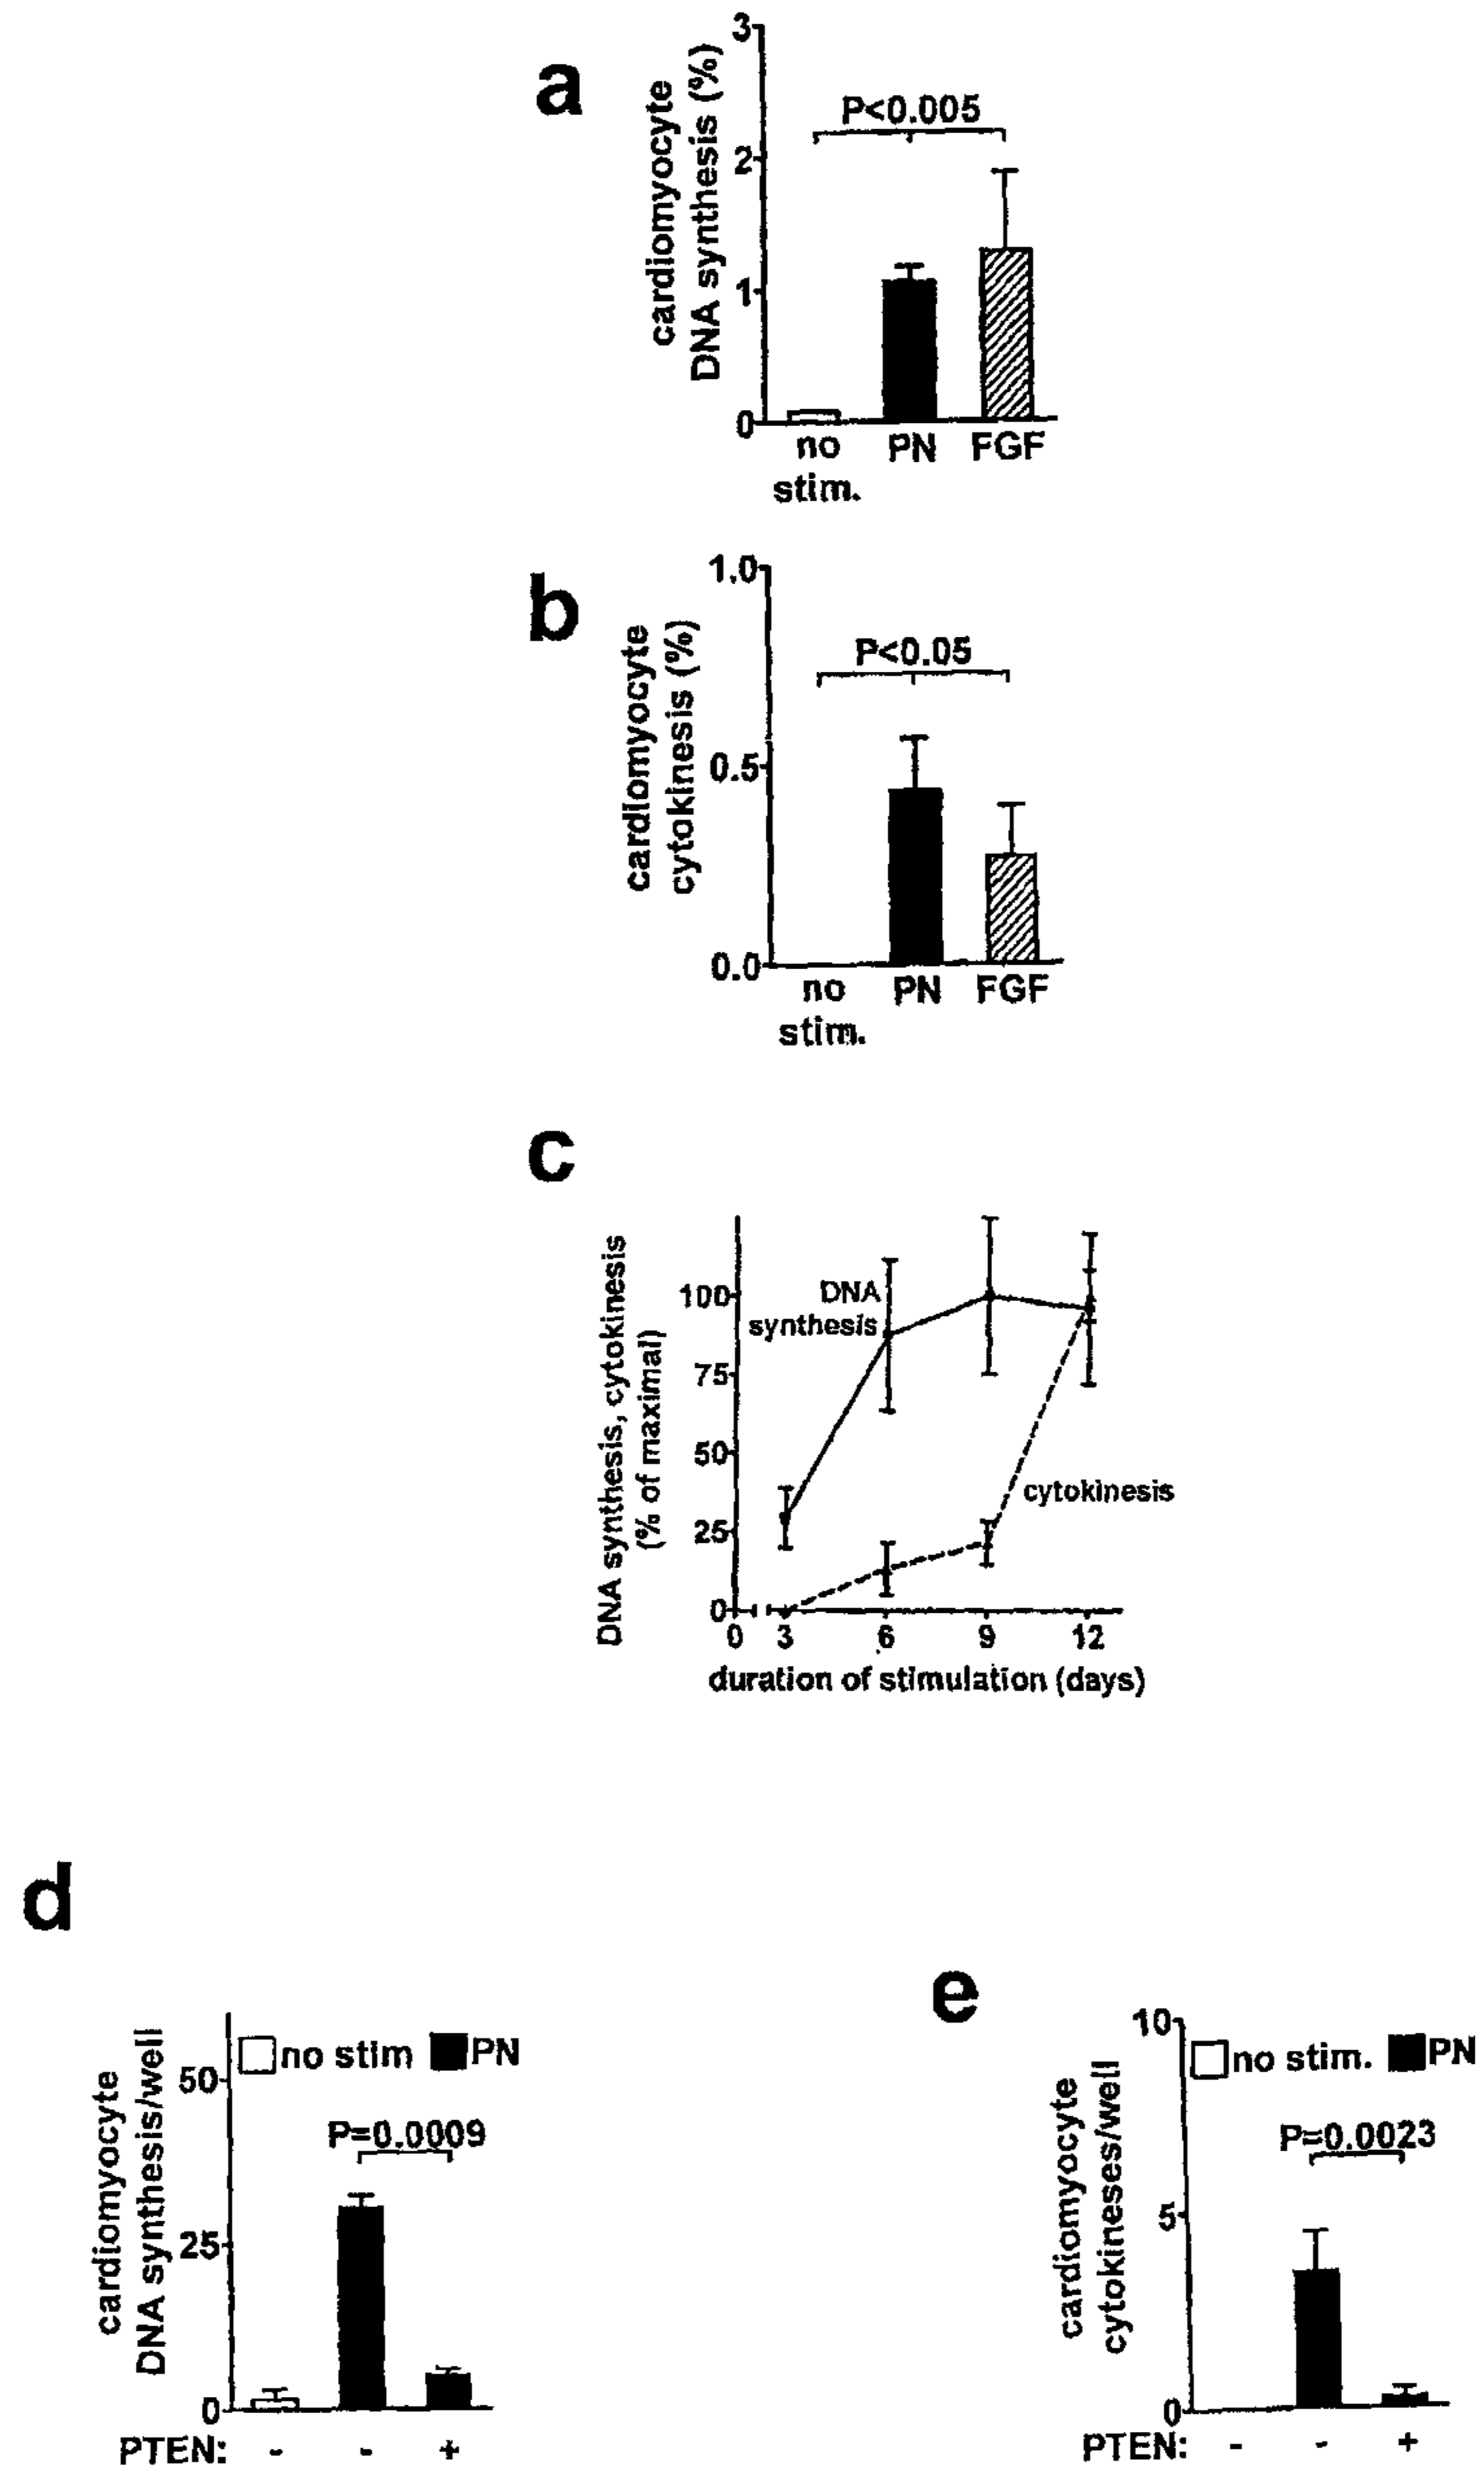 a
cardiomyocyte
DNA synthesis (%)
3
2
1
0
P<0.005
no
stim.
PN
FGF
b
cardiomyocyte
cytokinesis (%)
1.0
0.5
0.0
P<0.05
no
stim.
PN
FGF
c
DNA synthesis, cytokinesis
(% of maximal)
100
75
50
25
0
DNA
synthesis
cytokinesis
0 3 6 9 12
duration of stimulation (days)
d
cardiomyocyte
DNA synthesis/well
50
25
0
no stim PN
P=0.0009
PTEN: - - +
e
cardiomyocyte
cytokineses/well
10
5
0
no stim. PN
P=0.0023
PTEN: - - +